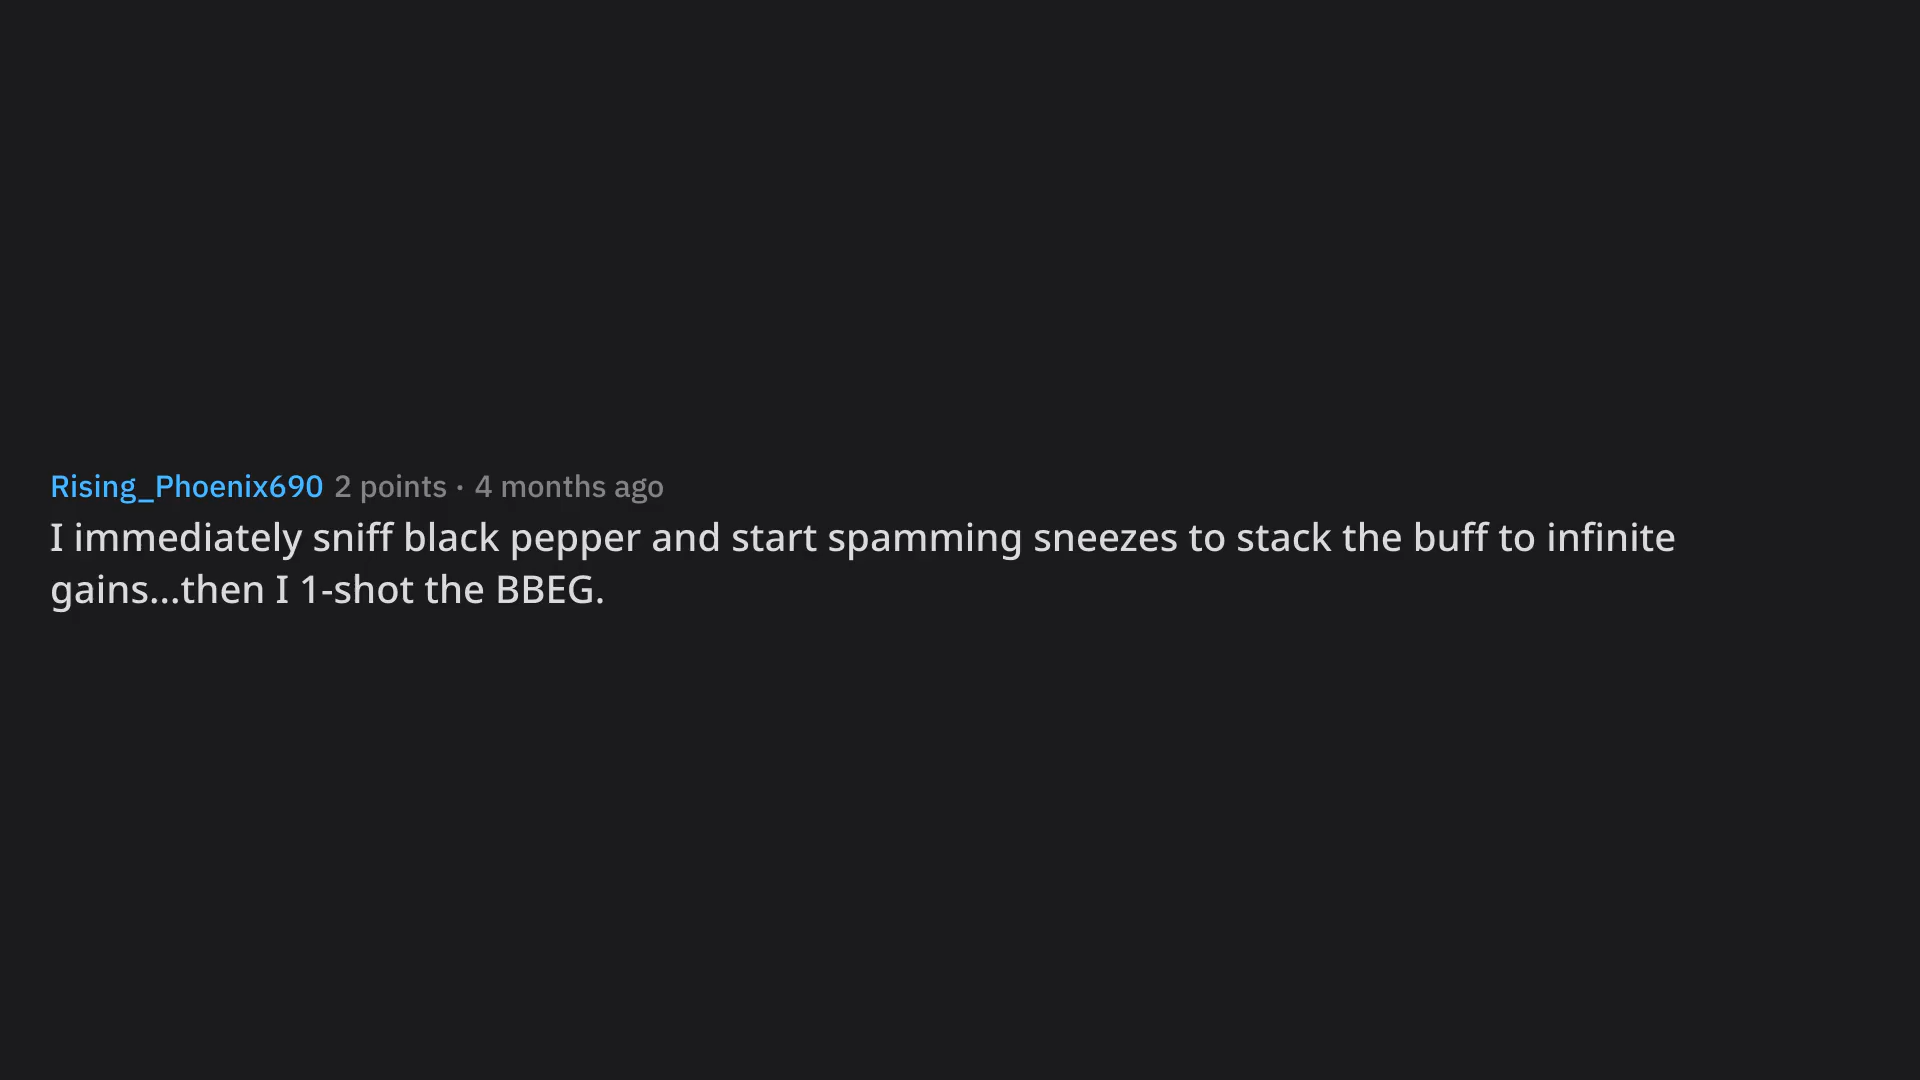 Rising_Phoenix690 2 points · 4 months ago
I immediately sniff black pepper and start spamming sneezes to stack the buff to infinite
gains...then I 1-shot the BBEG.